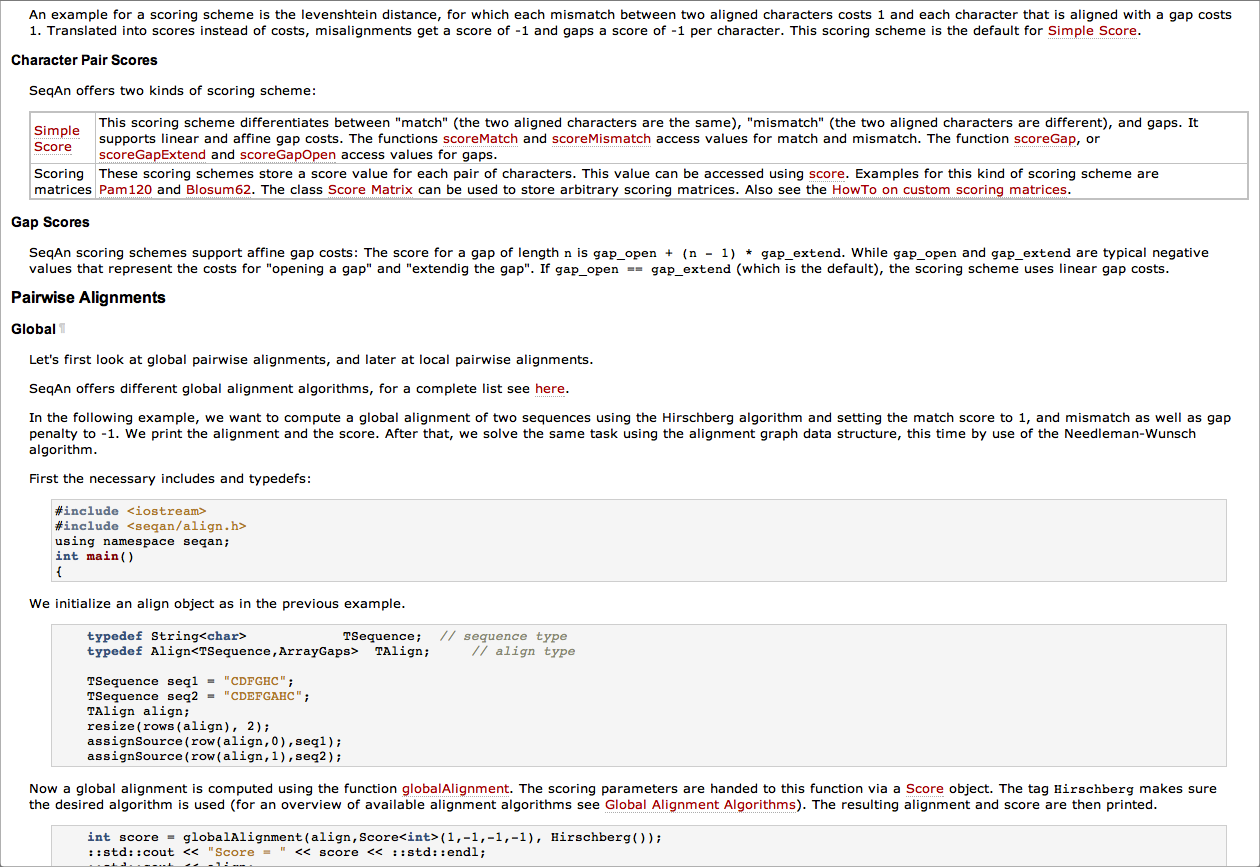 An example for a scoring scheme is the levenshtein distance, for which each mismatch between two aligned characters costs 1 and each character that is aligned with a gap costs
1. Translated into scores instead of costs, misalignments get a score of -1 and gaps a score of -1 per character. This scoring scheme is the default for Simple Score.
Character Pair Scores
SeqAn offers two kinds of scoring scheme:
Simple
Score
This scoring scheme differentiates between "match" (the two aligned characters are the same), "mismatch" (the two aligned characters are different), and gaps. It
supports linear and affine gap costs. The functions scoreMatch and scoreMismatch access values for match and mismatch. The function scoreGap, or
scoreGapExtend and scoreGapOpen access values for gaps.
Scoring
matrices
These scoring schemes store a score value for each pair of characters. This value can be accessed using score. Examples for this kind of scoring scheme are
Pam120 and Blosum62. The class Score Matrix can be used to store arbitrary scoring matrices. Also see the HowTo on custom scoring matrices.
Gap Scores
SeqAn scoring schemes support affine gap costs: The score for a gap of length n is gap_open + (n - 1) * gap_extend. While gap_open and gap_extend are typical negative
values that represent the costs for "opening a gap" and "extendig the gap". If gap_open == gap_extend (which is the default), the scoring scheme uses linear gap costs.
Pairwise Alignments
Global ¶
Let's first look at global pairwise alignments, and later at local pairwise alignments.
SeqAn offers different global alignment algorithms, for a complete list see here.
In the following example, we want to compute a global alignment of two sequences using the Hirschberg algorithm and setting the match score to 1, and mismatch as well as gap
penalty to -1. We print the alignment and the score. After that, we solve the same task using the alignment graph data structure, this time by use of the Needleman-Wunsch
algorithm.
First the necessary includes and typedefs:
#include <iostream>
#include <seqan/align.h>
using namespace seqan;
int main()
{
We initialize an align object as in the previous example.
typedef String<char>            TSequence;  // sequence type
typedef Align<TSequence,ArrayGaps>  TAlign;     // align type
TSequence seq1 = "CDFGHC";
TSequence seq2 = "CDEFGAHC";
TAlign align;
resize(rows(align), 2);
assignSource(row(align,0),seq1);
assignSource(row(align,1),seq2);
Now a global alignment is computed using the function globalAlignment. The scoring parameters are handed to this function via a Score object. The tag Hirschberg makes sure
the desired algorithm is used (for an overview of available alignment algorithms see Global Alignment Algorithms). The resulting alignment and score are then printed.
int score = globalAlignment(align,Score<int>(1,-1,-1,-1), Hirschberg());
::std::cout << "Score = " << score << ::std::endl;